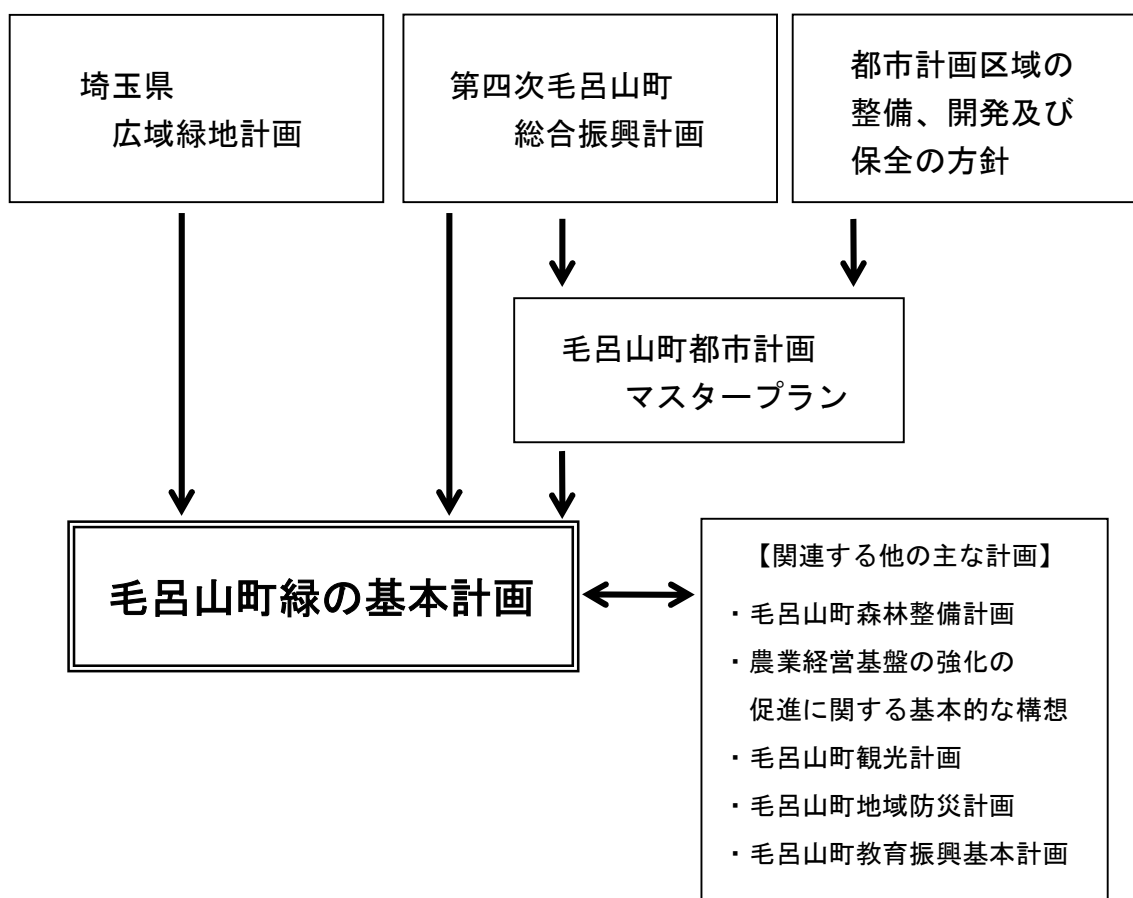 埼玉県
広域緑地計画
第四次毛呂山町
総合振興計画
都市計画区域の
整備、開発及び
保全の方針
毛呂山町都市計画
マスタープラン
毛呂山町緑の基本計画
【関連する他の主な計画】
・毛呂山町森林整備計画
・農業経営基盤の強化の
促進に関する基本的な構想
・毛呂山町観光計画
・毛呂山町地域防災計画
・毛呂山町教育振興基本計画